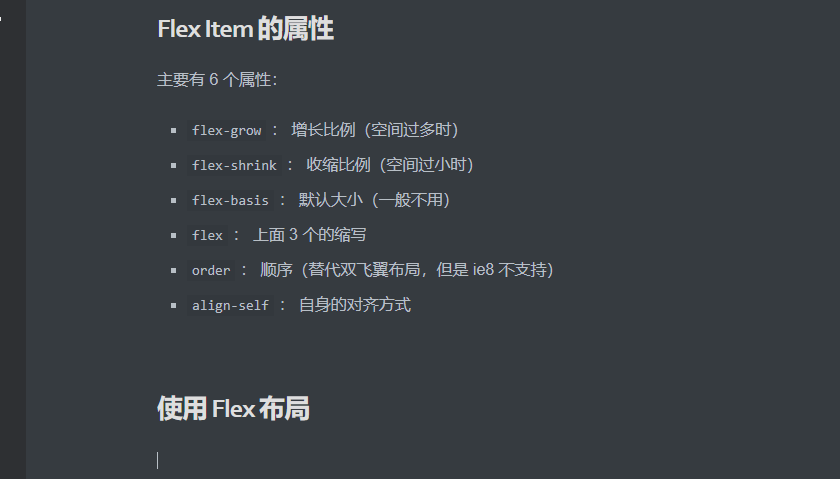 Flex Item 的属性
主要有 6 个属性：
flex-grow ： 增长比例（空间过多时）
flex-shrink ： 收缩比例（空间过小时）
flex-basis ： 默认大小（一般不用）
flex ： 上面 3 个的缩写
order ： 顺序（替代双飞翼布局，但是 ie8 不支持）
align-self ： 自身的对齐方式
使用 Flex 布局